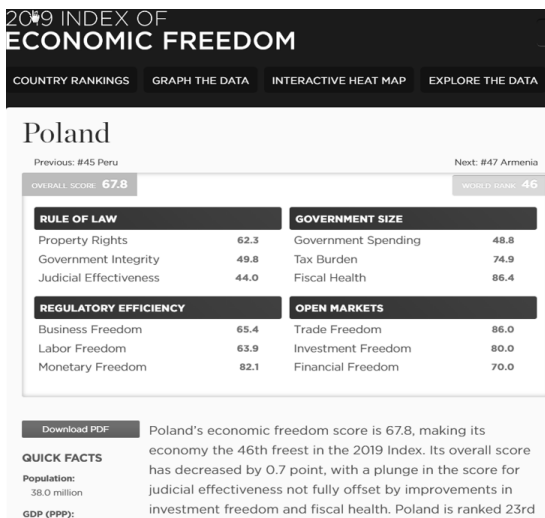 2019 INDEX OF
ECONOMIC FREEDOM
COUNTRY RANKINGS GRAPH THE DATA INTERACTIVE HEAT MAP EXPLORE THE DATA
Poland
Previous: #45 Peru Next: #47 Armenia
OVERALL SCORE 67.8 WORLD RANK 46
RULE OF LAW
Property Rights 62.3
Government Integrity 49.8
Judicial Effectiveness 44.0
GOVERNMENT SIZE
Government Spending 48.8
Tax Burden 74.9
Fiscal Health 86.4
REGULATORY EFFICIENCY
Business Freedom 65.4
Labor Freedom 63.9
Monetary Freedom 82.1
OPEN MARKETS
Trade Freedom 86.0
Investment Freedom 80.0
Financial Freedom 70.0
Download PDF
QUICK FACTS
Population:
38.0 million
GDP (PPP):
Poland's economic freedom score is 67.8, making its
economy the 46th freest in the 2019 Index. Its overall score
has decreased by 0.7 point, with a plunge in the score for
judicial effectiveness not fully offset by improvements in
investment freedom and fiscal health. Poland is ranked 23rd